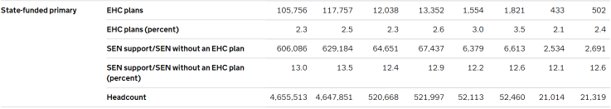 State-funded primary EHC plans 105,756 117,757 12,038 13,352 1,554 1,821 433 502
EHC plans (percent) 2.3 2.5 2.3 2.6 3.0 3.5 2.1 2.4
SEN support/SEN without an EHC plan 606,086 629,184 64,651 67,437 6,379 6,613 2,534 2,691
SEN support/SEN without an EHC plan 13.0 13.5 12.4 12.9 12.2 12.6 12.1 12.6
(percent)
Headcount 4,655,513 4,647,851 520,668 521,997 52,113 52,460 21,014 21,319